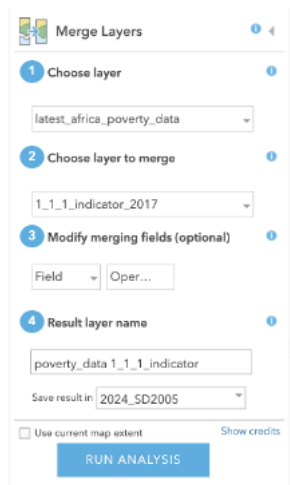 Merge Layers
1 Choose layer
latest_africa_poverty_data
2 Choose layer to merge
1_1_1_indicator_2017
3 Modify merging fields (optional)
Field Oper...
4 Result layer name
poverty_data 1_1_1_indicator
Save result in 2024_SD2005
Use current map extent Show credits
RUN ANALYSIS